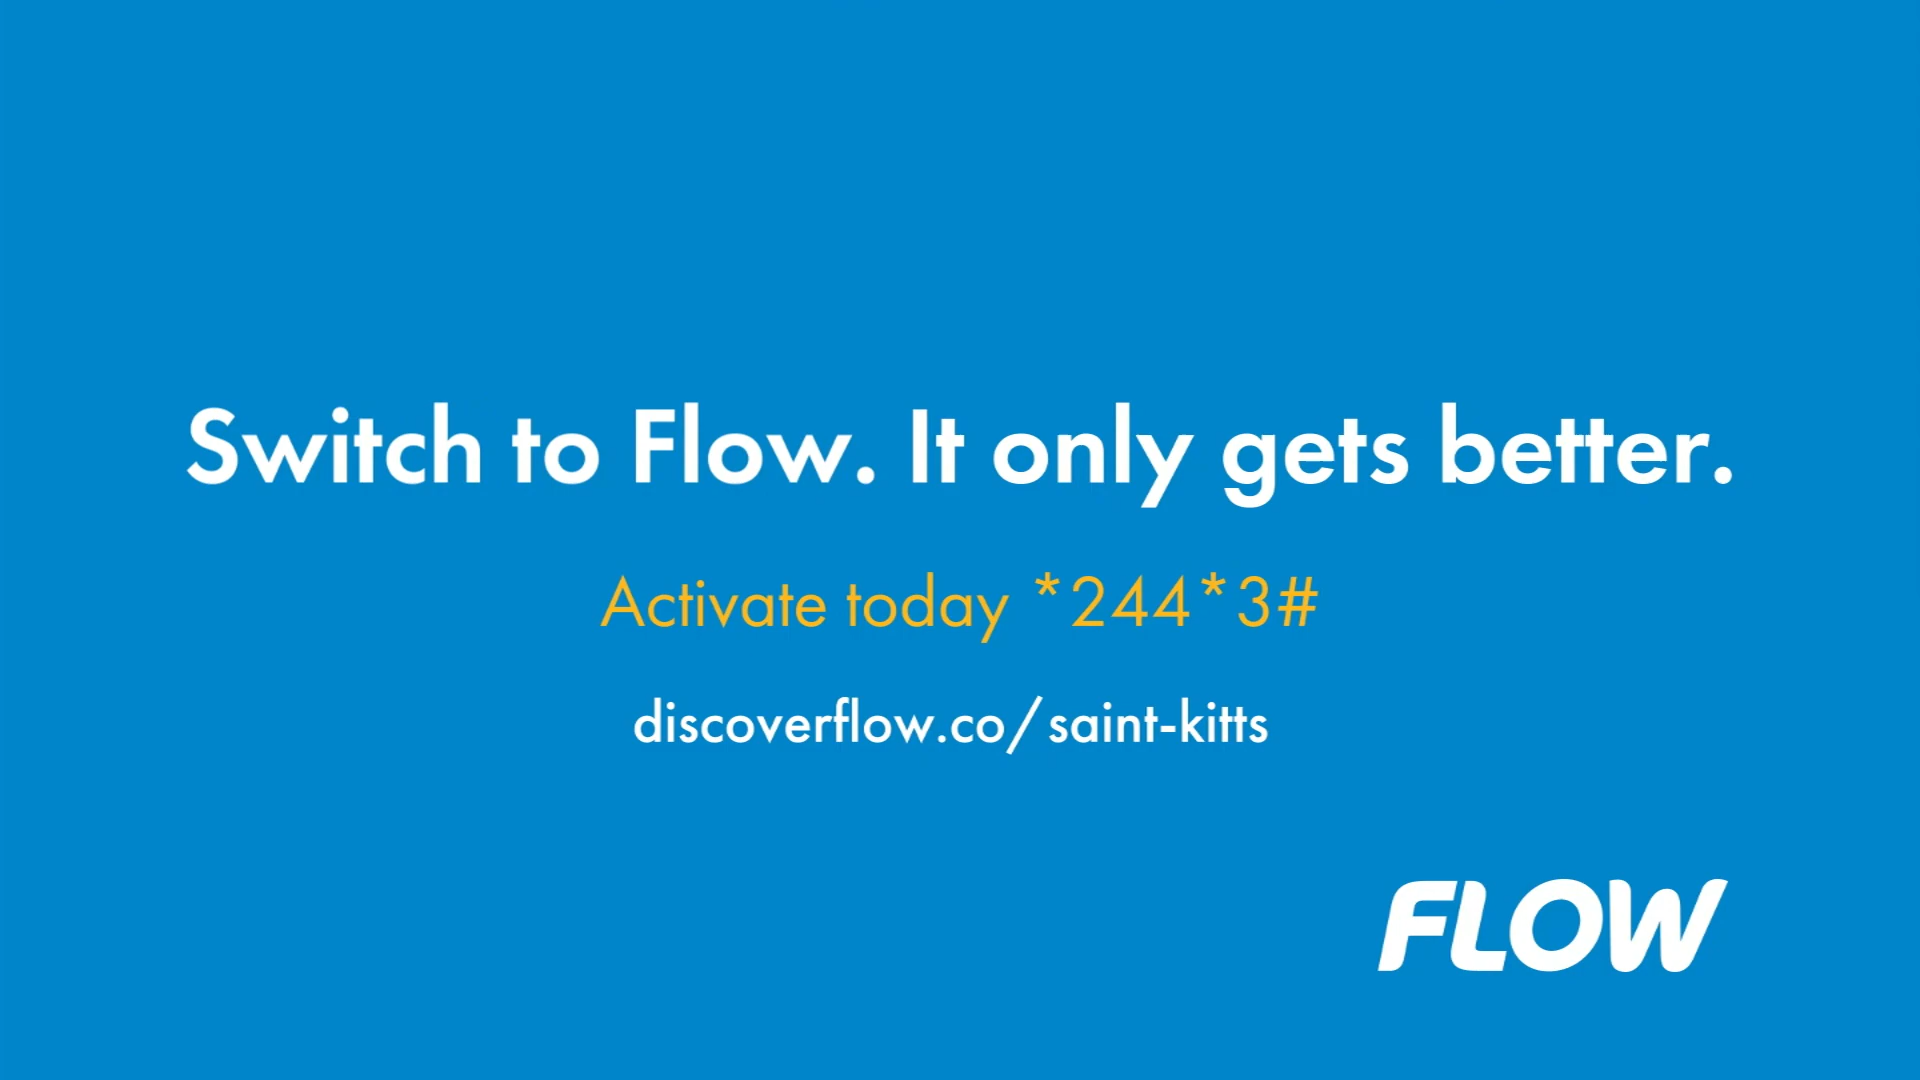 Switch to Flow. It only gets better.
Activate today *244*3#
discoverflow.co/saint-kitts
FLOW